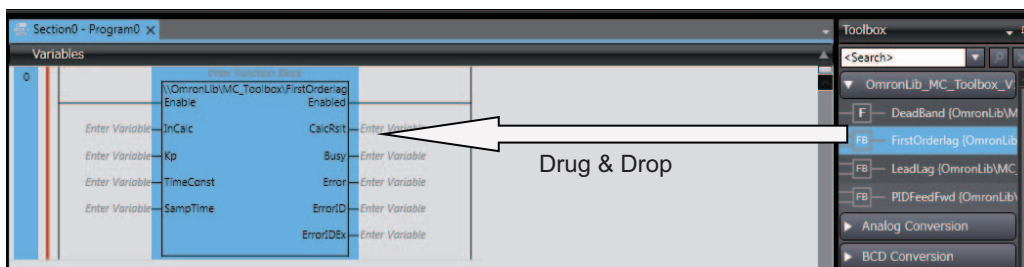 Section0 - Program0 ×
Variables
0
Enter Function Block
\\OmronLib\MC_Toolbox\FirstOrderlag
Enable Enabled
Enter Variable InCalc CalcRslt Enter Variable
Enter Variable Kp Busy Enter Variable
Enter Variable TimeConst Error Enter Variable
Enter Variable SampTime ErrorID Enter Variable
ErrorIDEx Enter Variable
Drug & Drop
Toolbox
<Search>
OmronLib_MC_Toolbox_V
F DeadBand (OmronLib\M
FB FirstOrderlag (OmronLib
FB LeadLag (OmronLib\MC_
FB PIDFeedFwd (OmronLib\
Analog Conversion
BCD Conversion